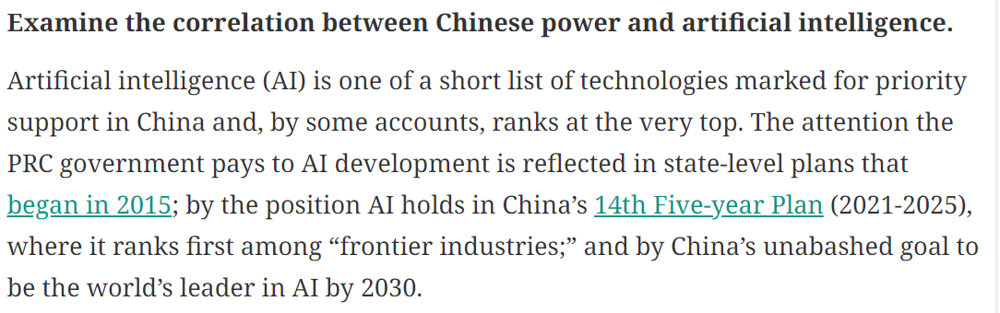 Examine the correlation between Chinese power and artificial intelligence.
Artificial intelligence (AI) is one of a short list of technologies marked for priority
support in China and, by some accounts, ranks at the very top. The attention the
PRC government pays to AI development is reflected in state-level plans that
began in 2015; by the position AI holds in China’s 14th Five-year Plan (2021-2025),
where it ranks first among “frontier industries;” and by China’s unabashed goal to
be the world’s leader in AI by 2030.